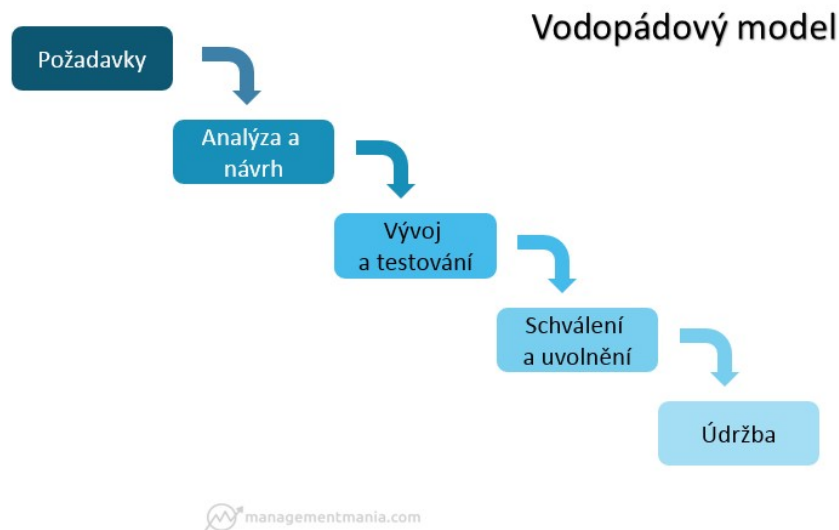 Vodopádový model
Požadavky
Analýza a
návrh
Vývoj
a testování
Schválení
a uvolnění
Údržba
managementmania.com